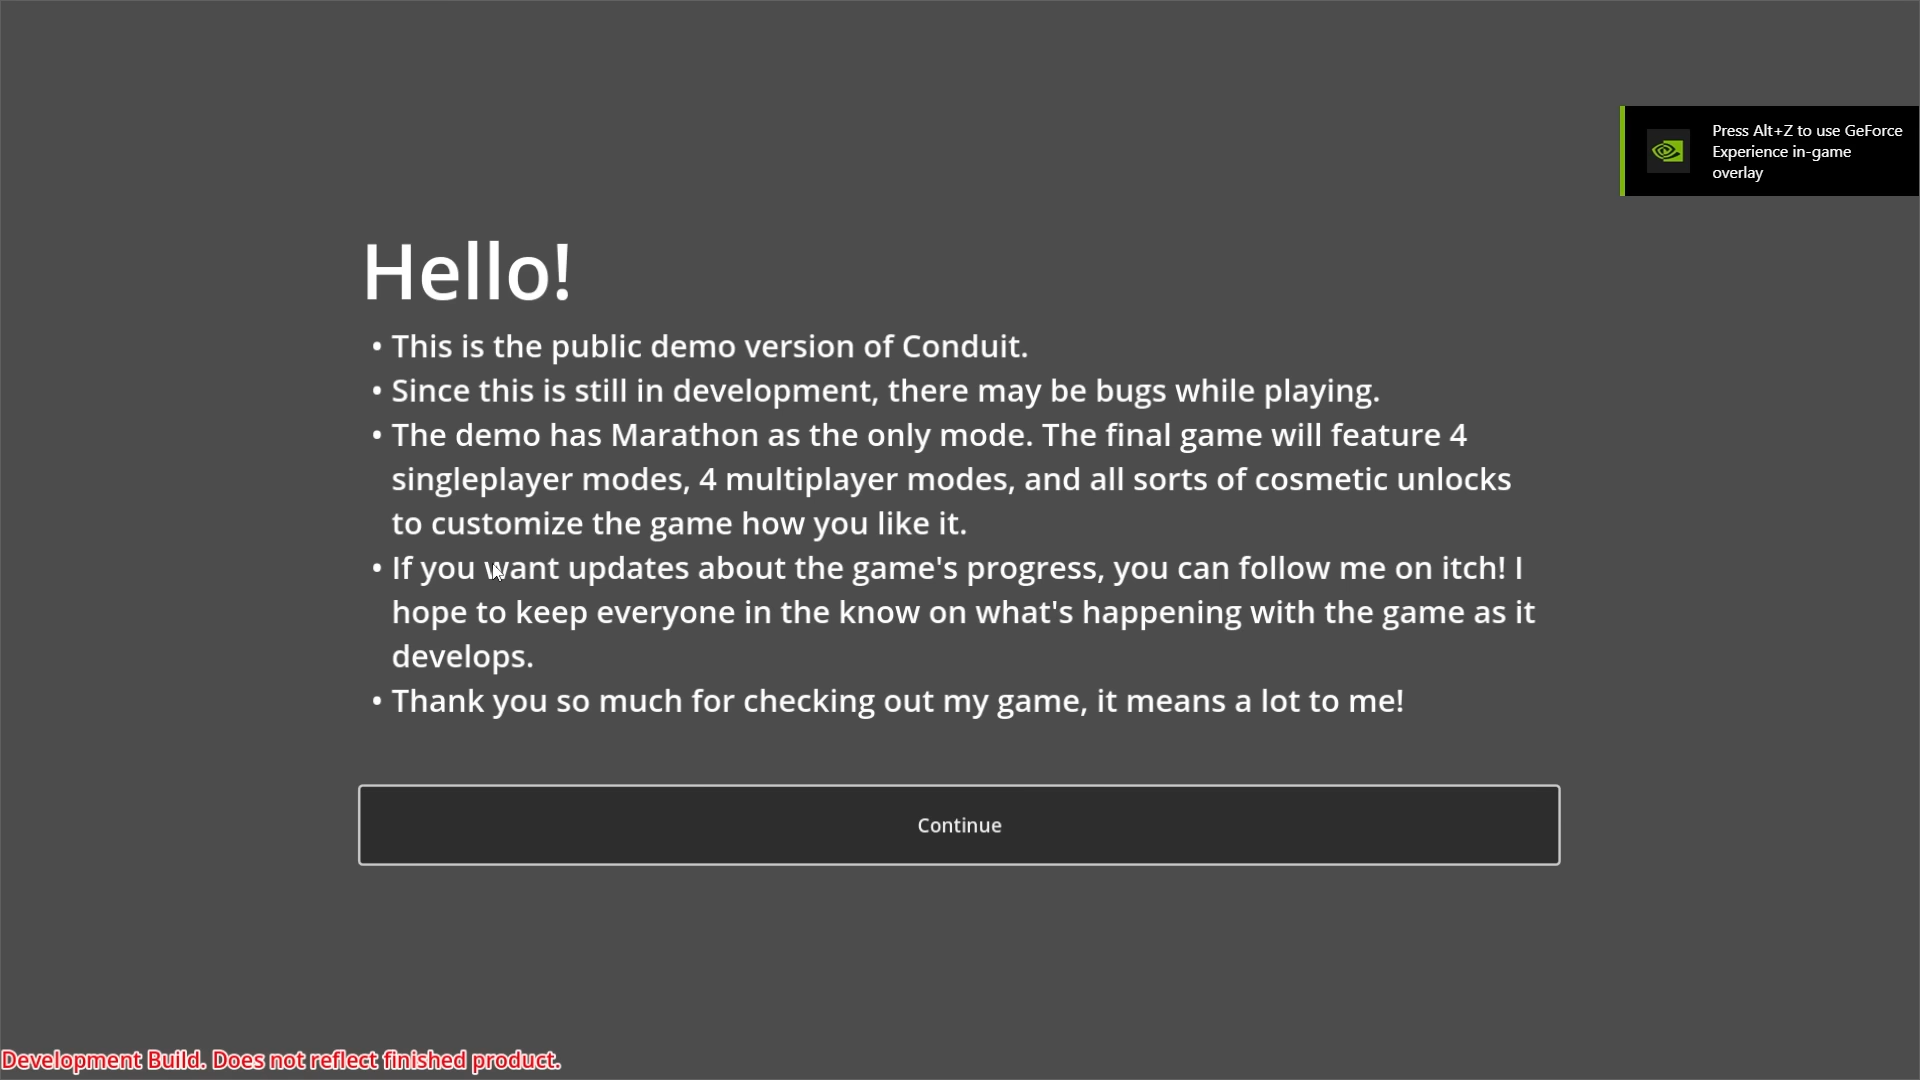 Press Alt+Z to use GeForce
Experience in-game
overlay
Hello!
• This is the public demo version of Conduit.
• Since this is still in development, there may be bugs while playing.
• The demo has Marathon as the only mode. The final game will feature 4
singleplayer modes, 4 multiplayer modes, and all sorts of cosmetic unlocks
to customize the game how you like it.
• If you want updates about the game's progress, you can follow me on itch! I
hope to keep everyone in the know on what's happening with the game as it
develops.
• Thank you so much for checking out my game, it means a lot to me!
Continue
Development Build. Does not reflect finished product.